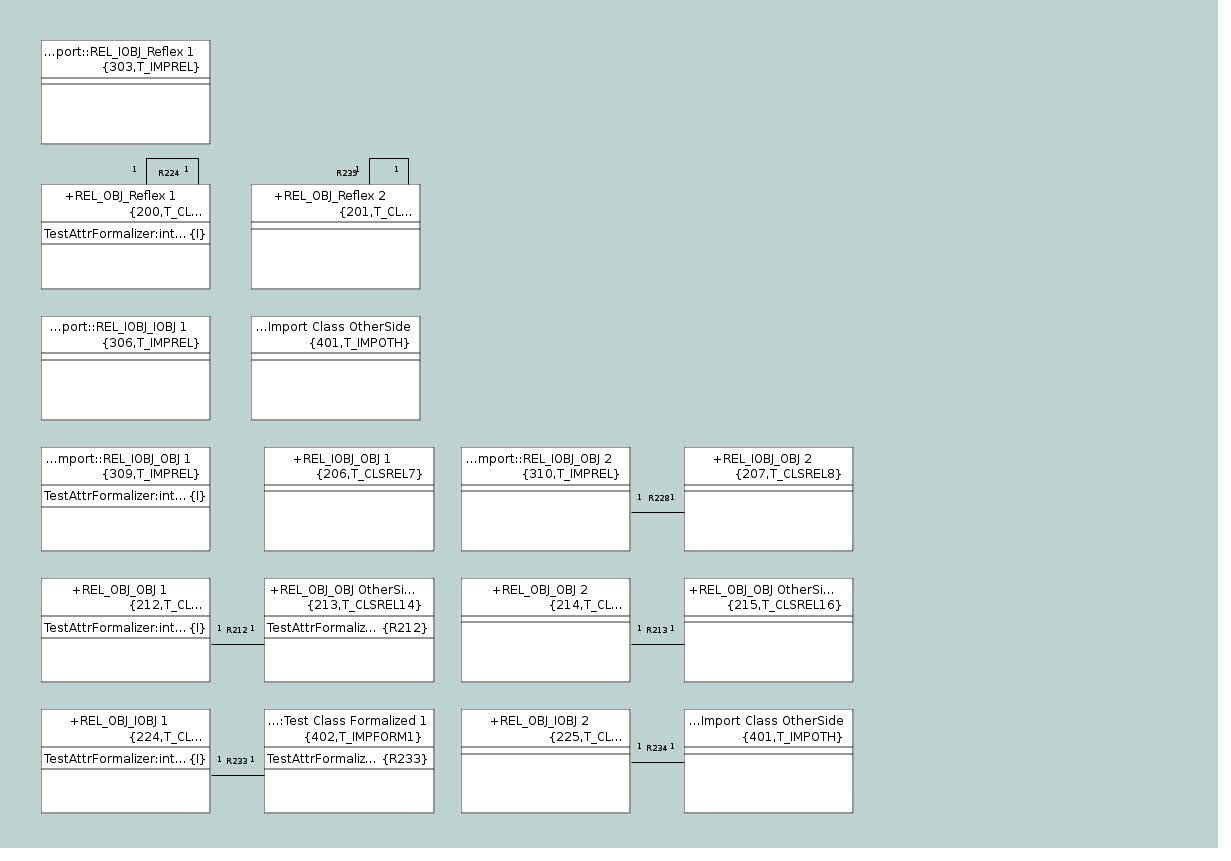 ...port::REL_IOBJ_Reflex 1
{303,T_IMPREL}
1 R224 1
R239 1 1
+REL_OBJ_Reflex 1
{200,T_CL...
TestAttrFormalizer:int... {I}
+REL_OBJ_Reflex 2
{201,T_CL...
...port::REL_IOBJ_IOBJ 1
{306,T_IMPREL}
...Import Class OtherSide
{401,T_IMPOTH}
...mport::REL_IOBJ_OBJ 1
{309,T_IMPREL}
TestAttrFormalizer:int... {I}
+REL_IOBJ_OBJ 1
{206,T_CLSREL7}
...mport::REL_IOBJ_OBJ 2
{310,T_IMPREL}
1 R228 1
+REL_IOBJ_OBJ 2
{207,T_CLSREL8}
+REL_OBJ_OBJ 1
{212,T_CL...
TestAttrFormalizer:int... {I}
1 R212 1
+REL_OBJ_OBJ OtherSi...
{213,T_CLSREL14}
TestAttrFormaliz... {R212}
+REL_OBJ_OBJ 2
{214,T_CL...
1 R213 1
+REL_OBJ_OBJ OtherSi...
{215,T_CLSREL16}
+REL_OBJ_IOBJ 1
{224,T_CL...
TestAttrFormalizer:int... {I}
1 R233 1
...:Test Class Formalized 1
{402,T_IMPFORM1}
TestAttrFormaliz... {R233}
+REL_OBJ_IOBJ 2
{225,T_CL...
1 R234 1
...Import Class OtherSide
{401,T_IMPOTH}